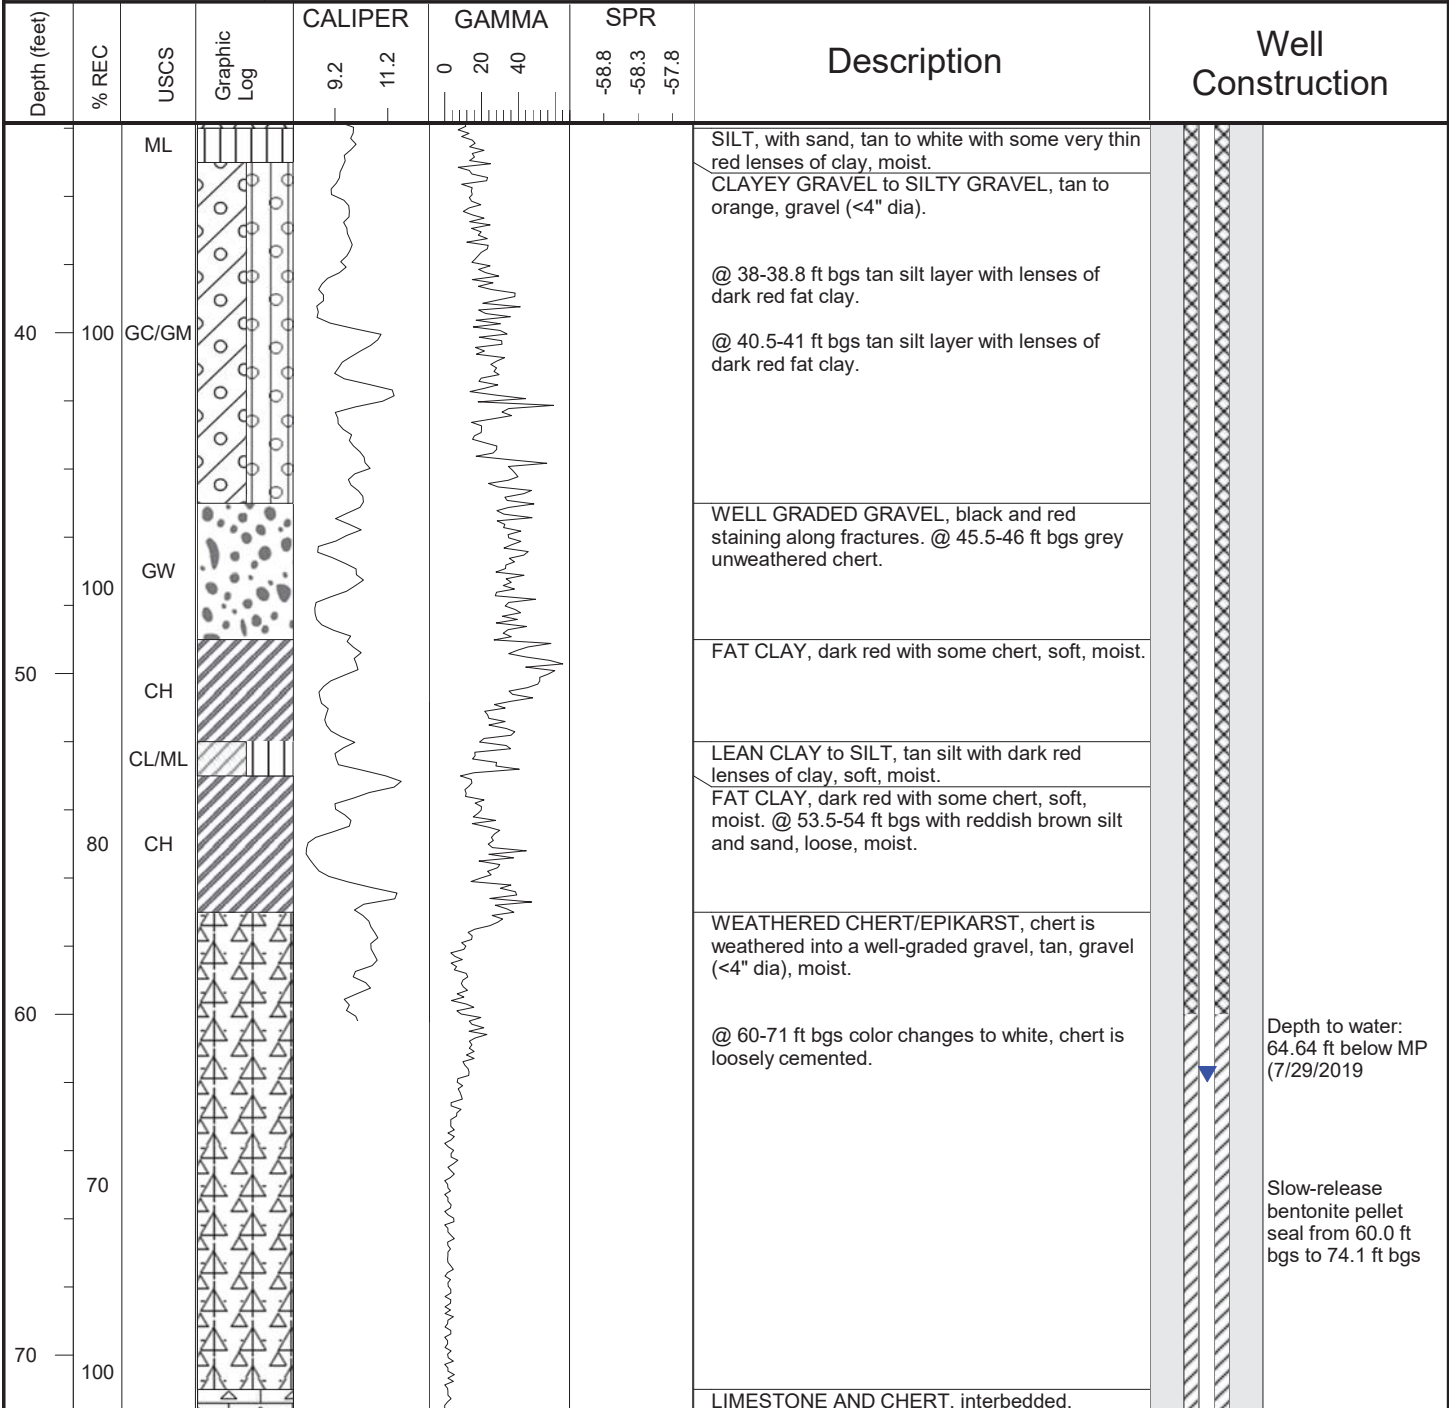 Depth (feet)
% REC
USCS
Graphic
Log
CALIPER
9.2
11.2
GAMMA
0
20
40
SPR
-58.8
-58.3
-57.8
Description
Well
Construction
ML
SILT, with sand, tan to white with some very thin
red lenses of clay, moist.
CLAYEY GRAVEL to SILTY GRAVEL, tan to
orange, gravel (<4" dia).
@ 38-38.8 ft bgs tan silt layer with lenses of
dark red fat clay.
40
100
GC/GM
@ 40.5-41 ft bgs tan silt layer with lenses of
dark red fat clay.
WELL GRADED GRAVEL, black and red
staining along fractures. @ 45.5-46 ft bgs grey
unweathered chert.
GW
100
FAT CLAY, dark red with some chert, soft, moist.
50
CH
CL/ML
LEAN CLAY to SILT, tan silt with dark red
lenses of clay, soft, moist.
FAT CLAY, dark red with some chert, soft,
moist. @ 53.5-54 ft bgs with reddish brown silt
and sand, loose, moist.
80
CH
WEATHERED CHERT/EPIKARST, chert is
weathered into a well-graded gravel, tan, gravel
(<4" dia), moist.
60
@ 60-71 ft bgs color changes to white, chert is
loosely cemented.
Depth to water:
64.64 ft below MP
(7/29/2019
70
Slow-release
bentonite pellet
seal from 60.0 ft
bgs to 74.1 ft bgs
70
100
LIMESTONE AND CHERT, interbedded,